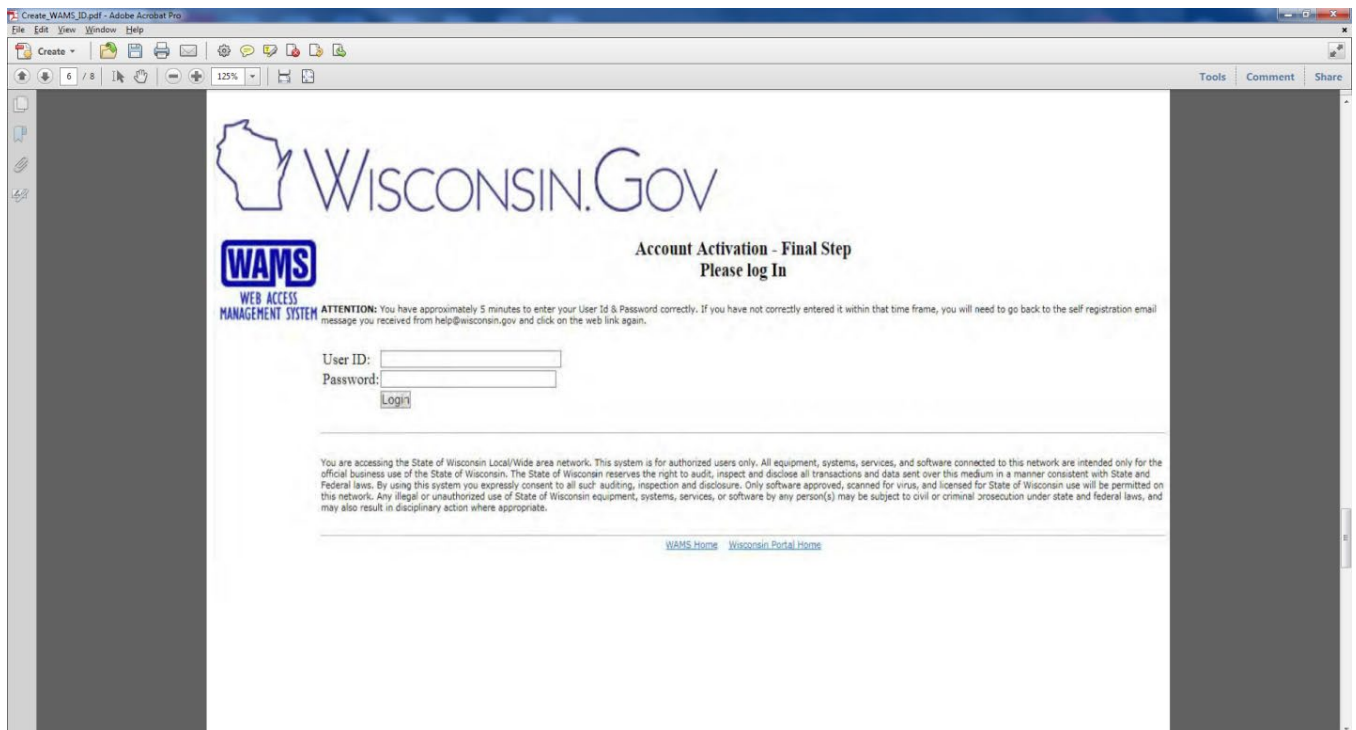 Create_WAMS_ID.pdf - Adobe Acrobat Pro
File Edit View Window Help
Create
6 / 8 125% Tools Comment Share
WISCONSIN.GOV
WAMS
WEB ACCESS
MANAGEMENT SYSTEM
Account Activation - Final Step
Please log In
ATTENTION: You have approximately 5 minutes to enter your User Id & Password correctly. If you have not correctly entered it within that time frame, you will need to go back to the self registration email
message you received from help@wisconsin.gov and click on the web link again.
User ID:
Password:
Login
You are accessing the State of Wisconsin Local/Wide area network. This system is for authorized users only. All equipment, systems, services, and software connected to this network are intended only for the
official business use of the State of Wisconsin. The State of Wisconsin reserves the right to audit, inspect and disclose all transactions and data sent over this medium in a manner consistent with State and
Federal laws. By using this system you expressly consent to all such auditing, inspection and disclosure. Only software approved, scanned for virus, and licensed for State of Wisconsin use will be permitted on
this network. Any illegal or unauthorized use of State of Wisconsin equipment, systems, services, or software by any person(s) may be subject to civil or criminal prosecution under state and federal laws, and
may also result in disciplinary action where appropriate.
WAMS Home Wisconsin Portal Home